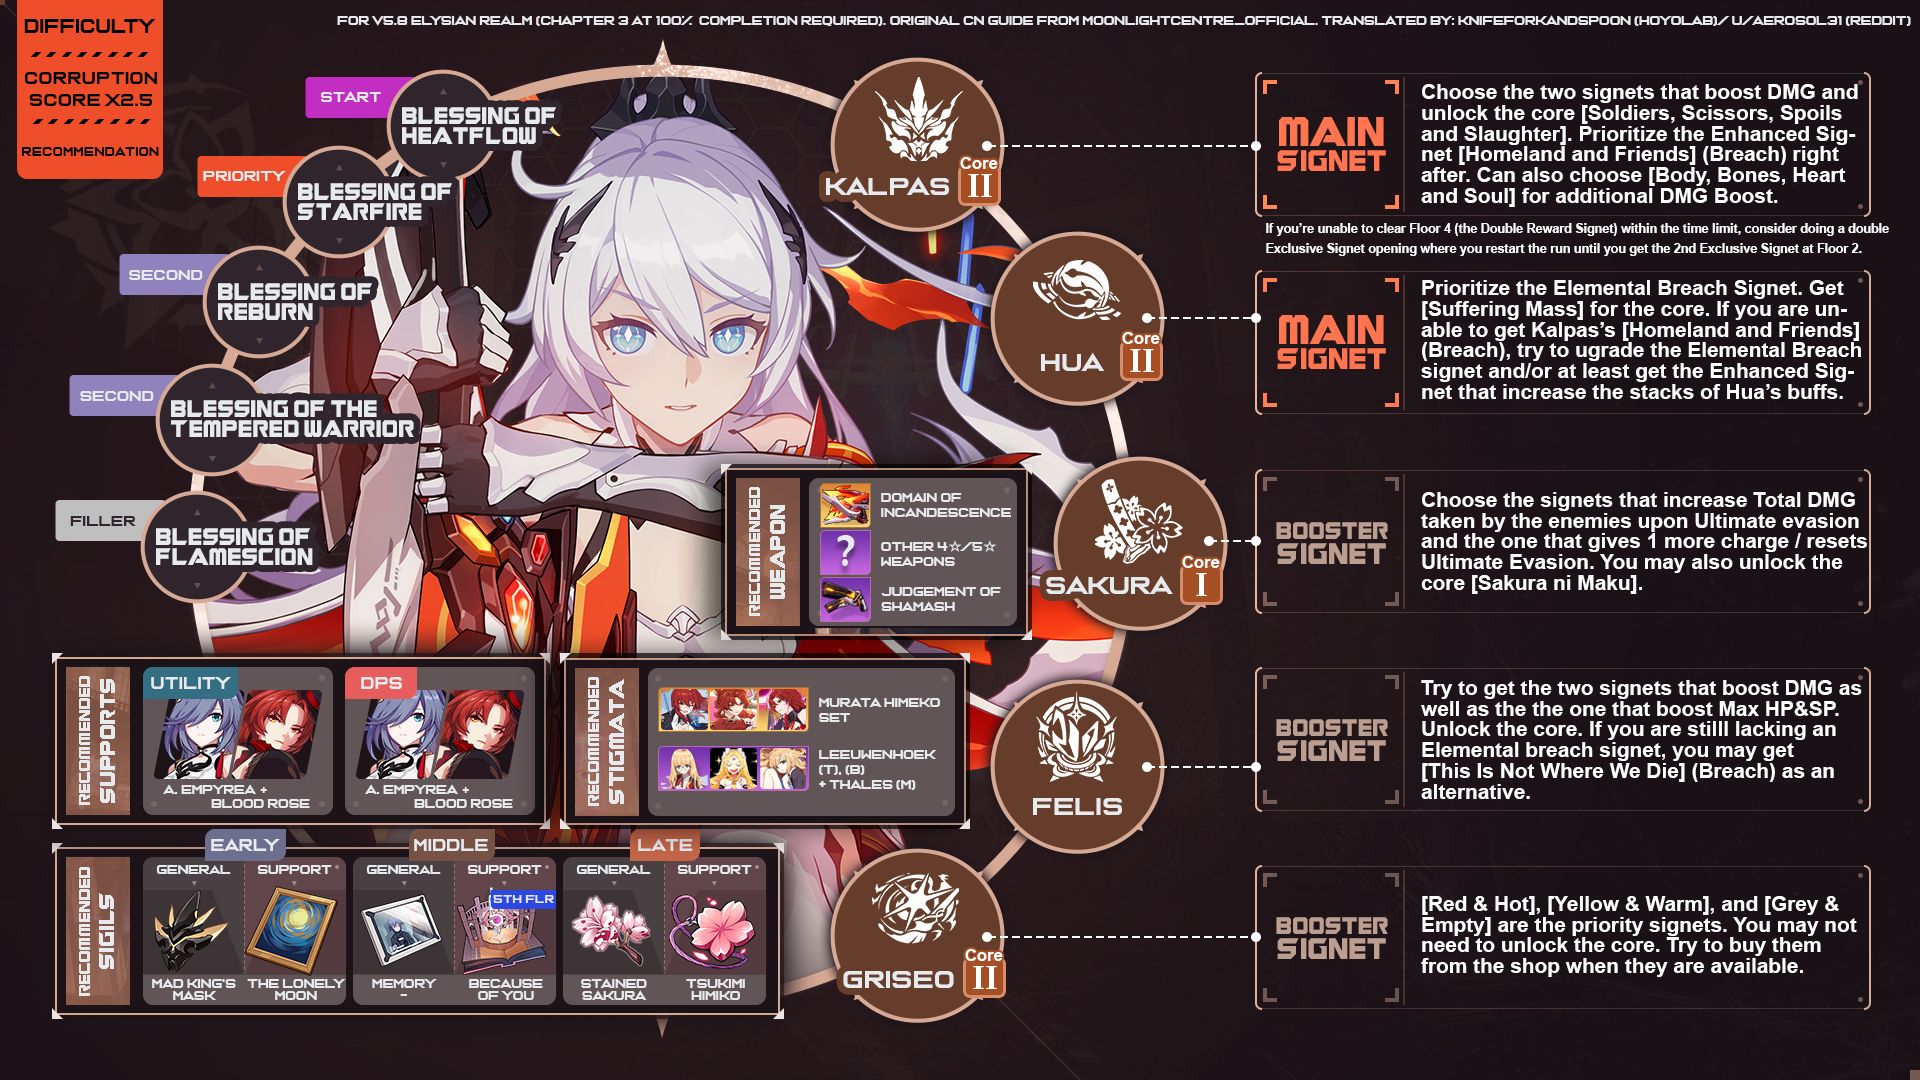 FOR V5.8 ELYSIAN REALM (CHAPTER 3 AT 100% COMPLETION REQUIRED). ORIGINAL CN GUIDE FROM MOONLIGHTCENTRE_OFFICIAL. TRANSLATED BY: KNIFEFORKANDSPOON (HOYOLAB)/ U/AEROSOL31 (REDDIT)
DIFFICULTY
CORRUPTION
SCORE X2.5
RECOMMENDATION
START
BLESSING OF
HEATFLOW
PRIORITY
BLESSING OF
STARFIRE
SECOND
BLESSING OF
REBURN
SECOND
BLESSING OF THE
TEMPERED WARRIOR
FILLER
BLESSING OF
FLAMESCION
KALPAS
Core
II
MAIN
SIGNET
Choose the two signets that boost DMG and
unlock the core [Soldiers, Scissors, Spoils
and Slaughter]. Prioritize the Enhanced Sig-
net [Homeland and Friends] (Breach) right
after. Can also choose [Body, Bones, Heart
and Soul] for additional DMG Boost.
If you're unable to clear Floor 4 (the Double Reward Signet) within the time limit, consider doing a double
Exclusive Signet opening where you restart the run until you get the 2nd Exclusive Signet at Floor 2.
HUA
Core
II
MAIN
SIGNET
Prioritize the Elemental Breach Signet. Get
[Suffering Mass] for the core. If you are un-
able to get Kalpas's [Homeland and Friends]
(Breach), try to ugrade the Elemental Breach
signet and/or at least get the Enhanced Sig-
net that increase the stacks of Hua's buffs.
SAKURA
Core
I
BOOSTER
SIGNET
Choose the signets that increase Total DMG
taken by the enemies upon Ultimate evasion
and the one that gives 1 more charge / resets
Ultimate Evasion. You may also unlock the
core [Sakura ni Maku].
FELIS
BOOSTER
SIGNET
Try to get the two signets that boost DMG as
well as the the one that boost Max HP&SP.
Unlock the core. If you are stilll lacking an
Elemental breach signet, you may get
[This Is Not Where We Die] (Breach) as an
alternative.
GRISEO
Core
II
BOOSTER
SIGNET
[Red & Hot], [Yellow & Warm], and [Grey &
Empty] are the priority signets. You may not
need to unlock the core. Try to buy them
from the shop when they are available.
RECOMMENDED
WEAPON
DOMAIN OF
INCANDESCENCE
?
OTHER 4☆/5☆
WEAPONS
JUDGEMENT OF
SHAMASH
RECOMMENDED
SUPPORTS
UTILITY
A. EMPYREA +
BLOOD ROSE
DPS
A. EMPYREA +
BLOOD ROSE
RECOMMENDED
STIGMATA
MURATA HIMEKO
SET
LEEUWENHOEK
(T), (B)
+ THALES (M)
RECOMMENDED
SIGILS
EARLY
GENERAL
SUPPORT
MAD KING'S
MASK
THE LONELY
MOON
MIDDLE
GENERAL
SUPPORT
5TH FLR
MEMORY
-
BECAUSE
OF YOU
LATE
GENERAL
SUPPORT
STAINED
SAKURA
TSUKIMI
HIMIKO